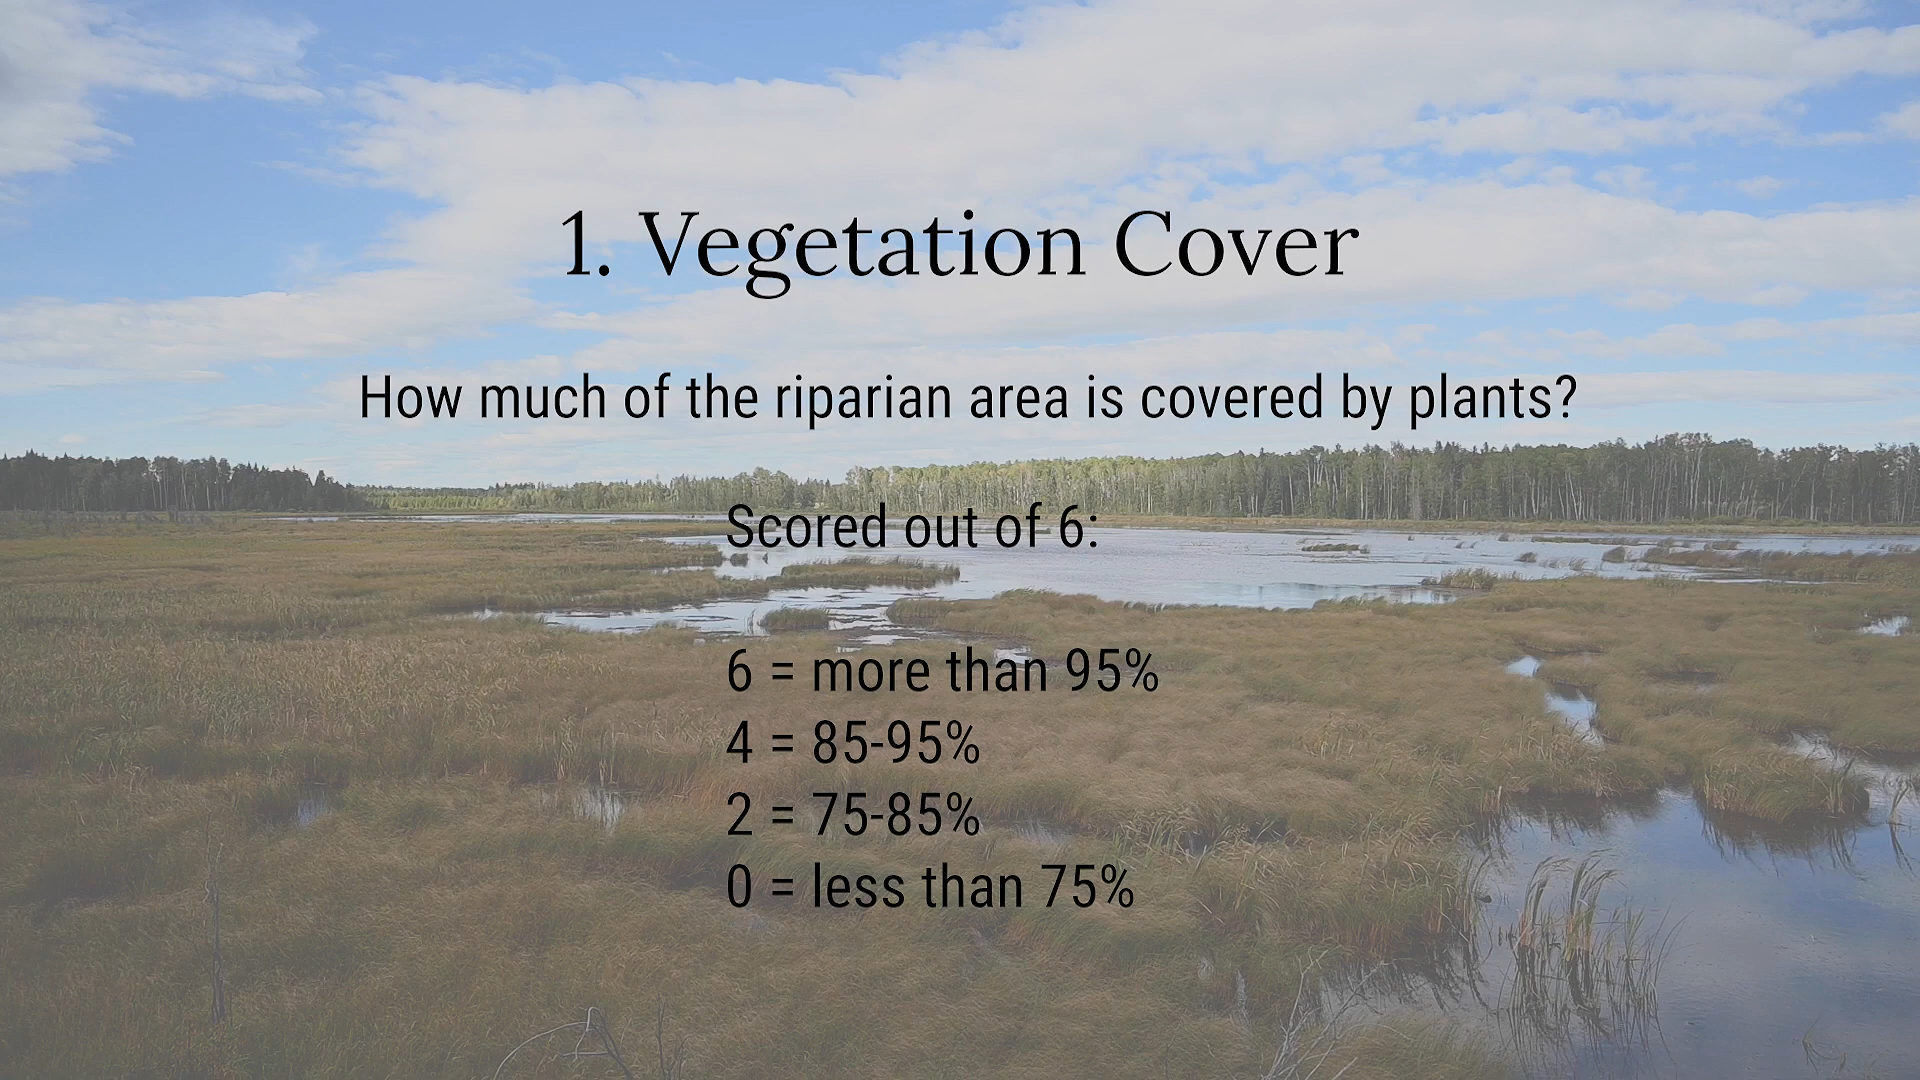 1. Vegetation Cover
How much of the riparian area is covered by plants?
Scored out of 6:
6 = more than 95%
4 = 85-95%
2 = 75-85%
0 = less than 75%